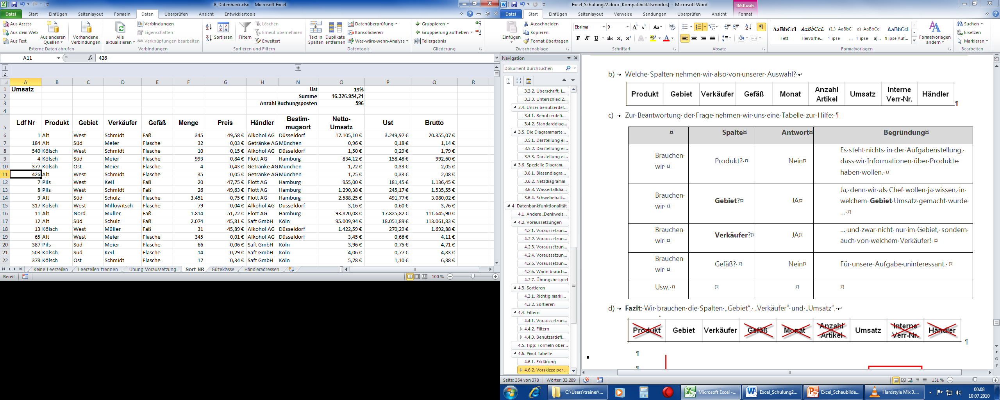 8_Datenbank.xlsx - Microsoft Excel
Datei Start Einfügen Seitenlayout Formeln Daten Überprüfen Ansicht Entwicklertools
Aus Access
Aus dem Web
Aus Text
Aus anderen Quellen
Vorhandene Verbindungen
Externe Daten abrufen
Alle aktualisieren
Verbindungen
Eigenschaften
Verknüpfungen bearbeiten
Verbindungen
Sortieren
Filtern
Löschen
Erneut übernehmen
Erweitert
Sortieren und Filtern
Text in Spalten
Duplikate entfernen
Datenüberprüfung
Konsolidieren
Was-wäre-wenn-Analyse
Datentools
Gruppieren
Gruppierung aufheben
Teilergebnis
Gliederung
A11 fx 426
1
2
A B C D E F G H N O P Q R
1 Umsatz Ust 19%
2 Summe 16.326.954,21
3 Anzahl Buchungsposten 596
4
5 Ldf Nr Produkt Gebiet Verkäufer Gefäß Menge Preis Händler Bestim-mugsort Netto-Umsatz Ust Brutto
6 1 Alt West Schmidt Faß 345 49,58 € Alkohol AG Düsseldorf 17.105,10 € 3.249,97 € 20.355,07 €
7 184 Alt Süd Meier Flasche 32 0,03 € Getränke AG München 0,96 € 0,18 € 1,14 €
8 540 Kölsch West Schmidt Flasche 10 0,15 € Alkohol AG Düsseldorf 1,50 € 0,29 € 1,79 €
9 4 Kölsch Süd Meier Flasche 993 0,84 € Flott AG Hamburg 834,12 € 158,48 € 992,60 €
10 377 Kölsch Ost Meier Flasche 4 0,43 € Getränke AG München 1,72 € 0,33 € 2,05 €
11 426 Alt West Schmidt Flasche 35 0,05 € Getränke AG München 1,75 € 0,33 € 2,08 €
12 7 Pils West Keil Faß 20 47,75 € Flott AG Hamburg 955,00 € 181,45 € 1.136,45 €
13 8 Pils West Schmidt Faß 26 49,63 € Flott AG Hamburg 1.290,38 € 245,17 € 1.535,55 €
14 9 Alt Süd Schulz Flasche 3.451 0,75 € Flott AG Hamburg 2.588,25 € 491,77 € 3.080,02 €
15 317 Kölsch West Millowitsch Flasche 79 0,04 € Alkohol AG Düsseldorf 3,16 € 0,60 € 3,76 €
16 11 Alt Nord Müller Faß 1.814 51,72 € Flott AG Hamburg 93.820,08 € 17.825,82 € 111.645,90 €
17 12 Alt Süd Schulz Faß 2.074 45,81 € Saft GmbH Köln 95.009,94 € 18.051,89 € 113.061,83 €
18 13 Kölsch West Müller Faß 31 45,89 € Alkohol AG Düsseldorf 1.422,59 € 270,29 € 1.692,88 €
19 65 Alt West Meier Flasche 345 0,01 € Alkohol AG Düsseldorf 3,45 € 0,66 € 4,11 €
20 387 Pils Süd Meier Flasche 66 0,06 € Saft GmbH Köln 3,96 € 0,75 € 4,71 €
21 503 Kölsch Süd Keil Flasche 14 0,29 € Saft GmbH Köln 4,06 € 0,77 € 4,83 €
22 378 Kölsch Ost Schmidt Flasche 17 0,34 € Saft GmbH Köln 5,78 € 1,10 € 6,88 €
Keine Leerzeilen Leerzeilen trennen Übung Voraussetzung Sort NR Güteklasse Händleradressen
Bereit 100 %
Excel_Schulung22.docx [Kompatibilitätsmodus] - Microsoft Word
Bildtools
Datei Start Einfügen Seitenlayout Verweise Sendungen Überprüfen Ansicht Format
Einfügen
Ausschneiden
Kopieren
Format übertragen
Zwischenablage
Ebrima 9
Schriftart
Absatz
AaBbCcI AaBbCcL (1.) AaBbC a) AaBbCcI AaBbCcI
Fett Hervorhe... ¶ ipse ... ¶ ipse a)... ¶ ipse Auf...
Formatvorlagen ändern
Formatvorlagen
Suchen
Ersetzen
Markieren
Bearbeiten
Navigation
Dokument durchsuchen
3.3.2. Überschrift, L...
3.3.3. Unterschied Z...
3.4. Unser benutzerdef...
3.4.1. Benutzerdefi...
3.4.2. Standarddiag...
3.5. Die Diagrammarte...
3.5.1. Darstellung ei...
3.5.2. Darstellung ei...
3.5.3. Darstellung ei...
3.6. Spezielle Diagram...
3.6.1. Blasendiagra...
3.6.2. Netzdiagramm
3.6.3. Wasserfalldia...
3.6.4. Schwebebalk...
4. Datenbankfunktionalität
4.1. Andere „Denkweis...
4.2. Voraussetzungen
4.2.1. Voraussetzun...
4.2.2. Voraussetzun...
4.2.3. Voraussetzun...
4.2.4. Voraussetzun...
4.2.5. Voraussetzun...
4.2.6. Wann brauch...
4.2.7. Übungsbeispiel
4.3. Sortieren
4.3.1. Richtig marki...
4.3.2. Sortieren
4.4. Filtern
4.4.1. Voraussetzun...
4.4.2. Filtern
4.4.3. Benutzerdefi...
4.5. Tipp: Formeln ober...
4.6. Pivot-Tabelle
4.6.1. Erklärung
4.6.2. Vorskizze per ...
b) Welche Spalten nehmen wir also von unserer Auswahl?
Produkt Gebiet Verkäufer Gefäß Monat Anzahl Artikel Umsatz Interne Verr-Nr. Händler ¶
c) Zur Beantwortung der Frage nehmen wir uns eine Tabelle zur Hilfe: ¶
Spalte Antwort Begründung
Brauchen wir Produkt? Nein Es steht nichts in der Aufgabenstellung, dass wir Informationen über Produkte haben wollen.
Brauchen wir Gebiet? JA Ja, denn wir als Chef wollen ja wissen, in welchem Gebiet Umsatz gemacht wurde ...
Brauchen wir Verkäufer? JA ... und zwar nicht nur im Gebiet, sondern auch von welchem Verkäufer!
Brauchen wir Gefäß? Nein Für unsere Aufgabe uninteressant.
Usw.
d) Fazit: Wir brauchen die Spalten „Gebiet“, „Verkäufer“ und „Umsatz“.
Produkt Gebiet Verkäufer Gefäß Monat Anzahl Artikel Umsatz Interne Verr-Nr. Händler ¶
¶
¶
Seite: 354 von 378 Wörter: 33.289 151 %
C:\Users\trainer\... Microsoft Excel -... Excel_Schulung2... Excel_Schaubilde... Hardstyle Mix 3....
00:08
10.07.2010